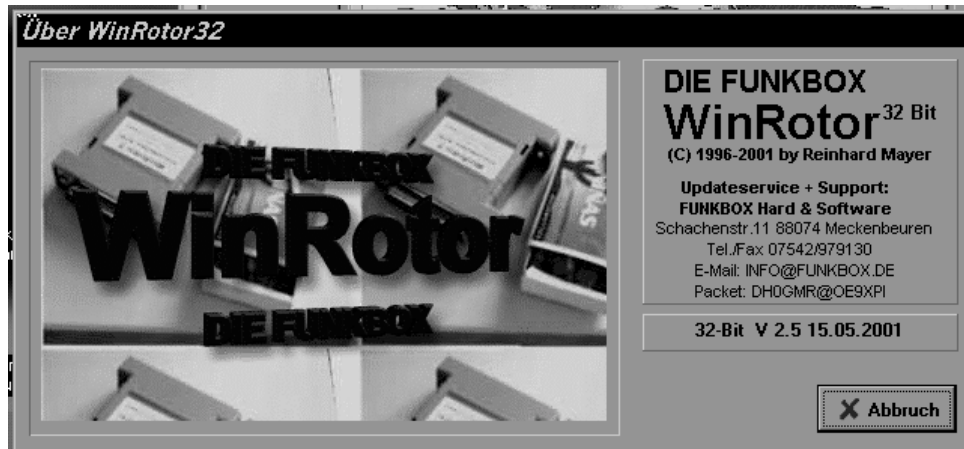 Über WinRotor32
DIE FUNKBOX
WinRotor
DIE FUNKBOX
DIE FUNKBOX
WinRotor 32 Bit
(C) 1996-2001 by Reinhard Mayer
Updateservice + Support:
FUNKBOX Hard & Software
Schachenstr.11 88074 Meckenbeuren
Tel./Fax 07542/979130
E-Mail: INFO@FUNKBOX.DE
Packet: DH0GMR@OE9XPI
32-Bit V 2.5 15.05.2001
Abbruch